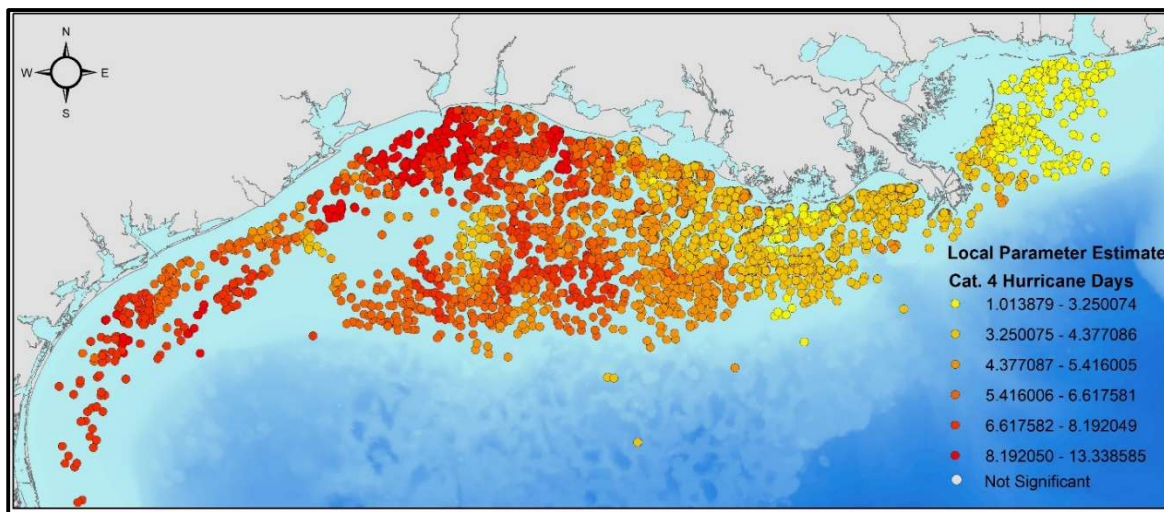 N
W E
S
Local Parameter Estimate
Cat. 4 Hurricane Days
1.013879 - 3.250074
3.250075 - 4.377086
4.377087 - 5.416005
5.416006 - 6.617581
6.617582 - 8.192049
8.192050 - 13.338585
Not Significant